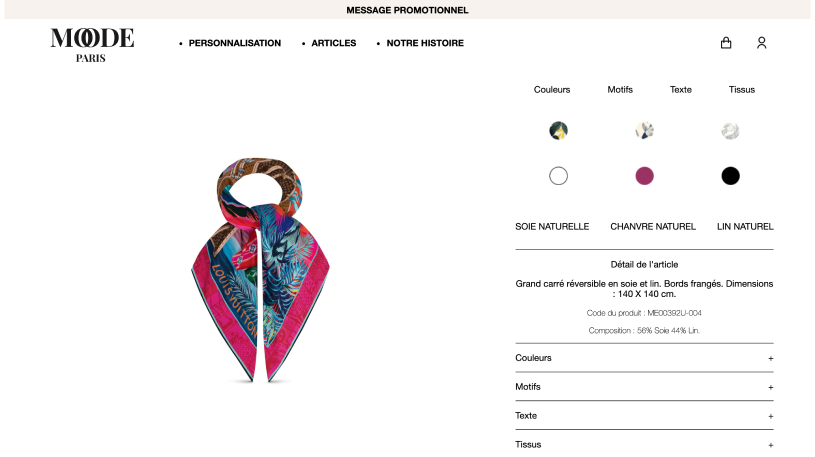 MESSAGE PROMOTIONNEL
MOODE
PARIS
• PERSONNALISATION • ARTICLES • NOTRE HISTOIRE
Couleurs Motifs Texte Tissus
SOIE NATURELLE CHANVRE NATUREL LIN NATUREL
Détail de l'article
Grand carré réversible en soie et lin. Bords frangés. Dimensions
: 140 X 140 cm.
Code du produit : ME00392U-004
Composition : 56% Soie 44% Lin.
Couleurs +
Motifs +
Texte +
Tissus +
LOUIS VUITTON